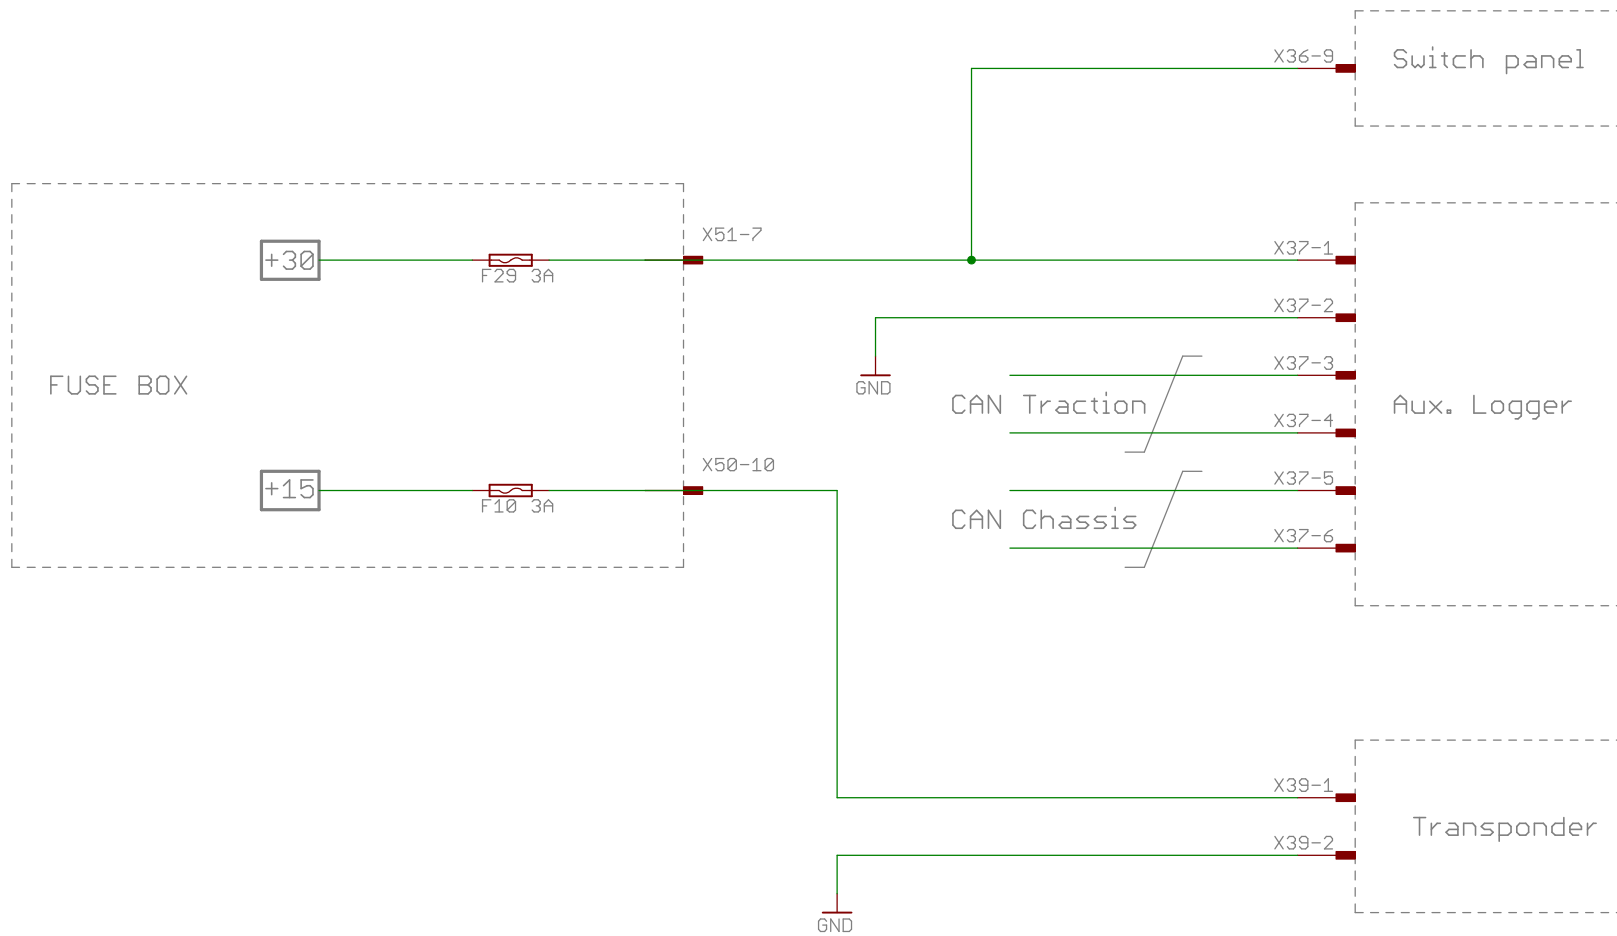 X36-9
Switch panel
X51-7
X37-1
+30
F29 3A
X37-2
X37-3
GND
FUSE BOX
CAN Traction
Aux. Logger
X37-4
X50-10
X37-5
+15
F10 3A
CAN Chassis
X37-6
X39-1
Transponder
X39-2
GND